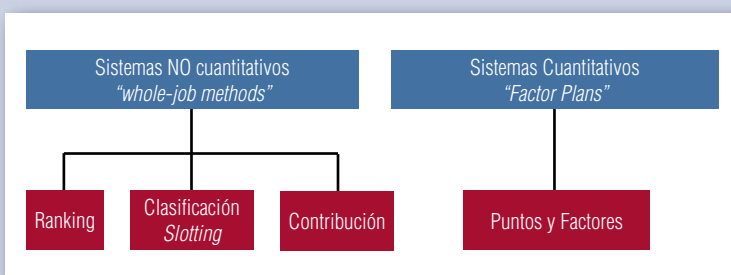 Sistemas NO cuantitativos
“whole-job methods”
Sistemas Cuantitativos
“Factor Plans”
Ranking
Clasificación
Slotting
Contribución
Puntos y Factores